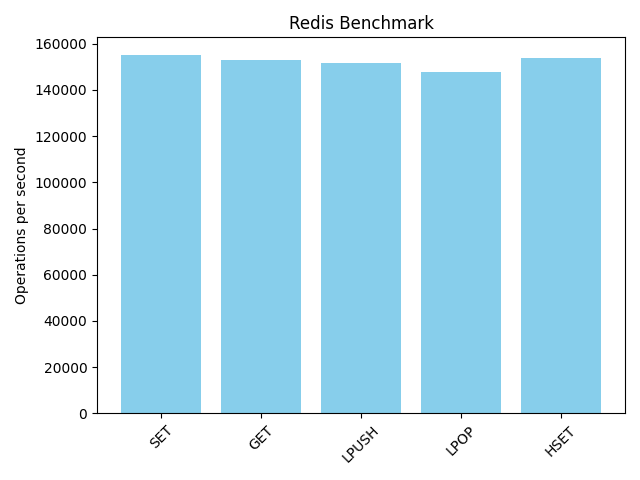 Redis Benchmark
160000
140000
120000
100000
80000
60000
40000
20000
0
Operations per second
SET
GET
LPUSH
LPOP
HSET